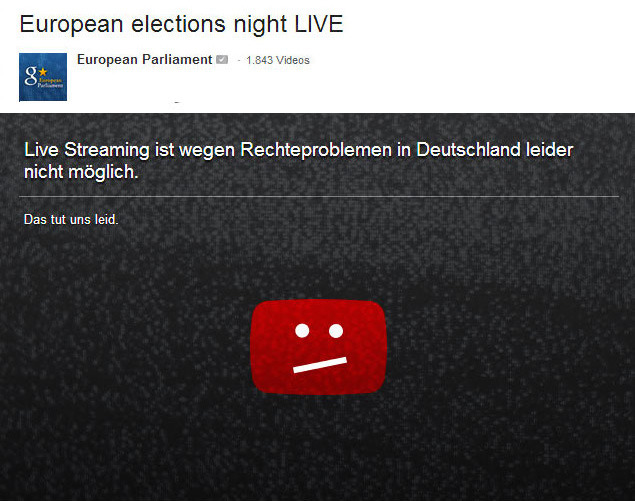 European elections night LIVE
European Parliament · 1.843 Videos
g
European
Parliament
Live Streaming ist wegen Rechteproblemen in Deutschland leider
nicht möglich.
Das tut uns leid.